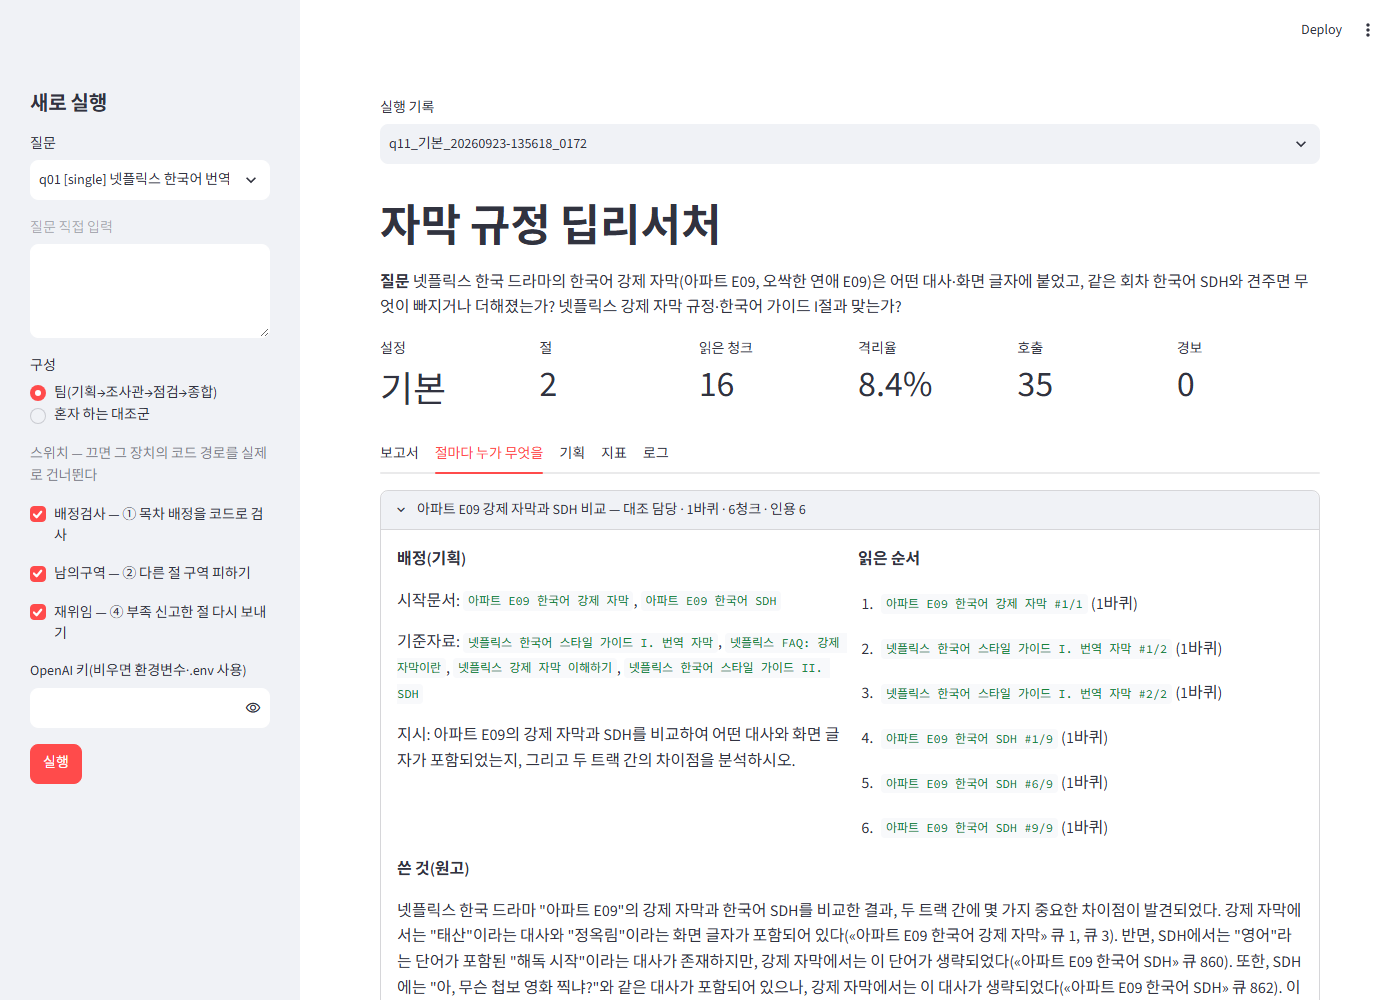 Deploy
새로 실행
질문
q01 [single] 넷플릭스 한국어 번역
질문 직접 입력
구성
팀(기획→조사관→점검→종합)
혼자 하는 대조군
스위치 — 끄면 그 장치의 코드 경로를 실제
로 건너뛴다
배정검사 — ① 목차 배정을 코드로 검
사
남의구역 — ② 다른 절 구역 피하기
재위임 — ④ 부족 신고한 절 다시 보내
기
OpenAI 키(비우면 환경변수·.env 사용)
실행
실행 기록
q11_기본_20260923-135618_0172
자막 규정 딥리서처
질문 넷플릭스 한국 드라마의 한국어 강제 자막(아파트 E09, 오싹한 연애 E09)은 어떤 대사·화면 글자에 붙었고, 같은 회차 한국어 SDH와 견주면 무
엇이 빠지거나 더해졌는가? 넷플릭스 강제 자막 규정·한국어 가이드 I절과 맞는가?
설정
기본
절
2
읽은 청크
16
격리율
8.4%
호출
35
경보
0
보고서 절마다 누가 무엇을 기획 지표 로그
아파트 E09 강제 자막과 SDH 비교 — 대조 담당 · 1바퀴 · 6청크 · 인용 6
배정(기획)
시작문서: 아파트 E09 한국어 강제 자막 , 아파트 E09 한국어 SDH
기준자료: 넷플릭스 한국어 스타일 가이드 I. 번역 자막 , 넷플릭스 FAQ: 강제
자막이란 , 넷플릭스 강제 자막 이해하기 , 넷플릭스 한국어 스타일 가이드 II.
SDH
지시: 아파트 E09의 강제 자막과 SDH를 비교하여 어떤 대사와 화면 글
자가 포함되었는지, 그리고 두 트랙 간의 차이점을 분석하시오.
읽은 순서
1. 아파트 E09 한국어 강제 자막 #1/1 (1바퀴)
2. 넷플릭스 한국어 스타일 가이드 I. 번역 자막 #1/2 (1바퀴)
3. 넷플릭스 한국어 스타일 가이드 I. 번역 자막 #2/2 (1바퀴)
4. 아파트 E09 한국어 SDH #1/9 (1바퀴)
5. 아파트 E09 한국어 SDH #6/9 (1바퀴)
6. 아파트 E09 한국어 SDH #9/9 (1바퀴)
쓴 것(원고)
넷플릭스 한국 드라마 "아파트 E09"의 강제 자막과 한국어 SDH를 비교한 결과, 두 트랙 간에 몇 가지 중요한 차이점이 발견되었다. 강제 자막에
서는 "태산"이라는 대사와 "정옥림"이라는 화면 글자가 포함되어 있다(«아파트 E09 한국어 강제 자막» 큐 1, 큐 3). 반면, SDH에서는 "영어"라
는 단어가 포함된 "해독 시작"이라는 대사가 존재하지만, 강제 자막에서는 이 단어가 생략되었다(«아파트 E09 한국어 SDH» 큐 860). 또한, SDH
에는 "아, 무슨 첩보 영화 찍냐?"와 같은 대사가 포함되어 있으나, 강제 자막에서는 이 대사가 생략되었다(«아파트 E09 한국어 SDH» 큐 862). 이